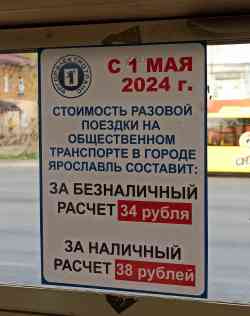 1
С 1 МАЯ
2024 г.
СТОИМОСТЬ РАЗОВОЙ
ПОЕЗДКИ НА
ОБЩЕСТВЕННОМ
ТРАНСПОРТЕ В ГОРОДЕ
ЯРОСЛАВЛЬ СОСТАВИТ:
ЗА БЕЗНАЛИЧНЫЙ
РАСЧЕТ 34 рубля
ЗА НАЛИЧНЫЙ
РАСЧЕТ 38 рублей